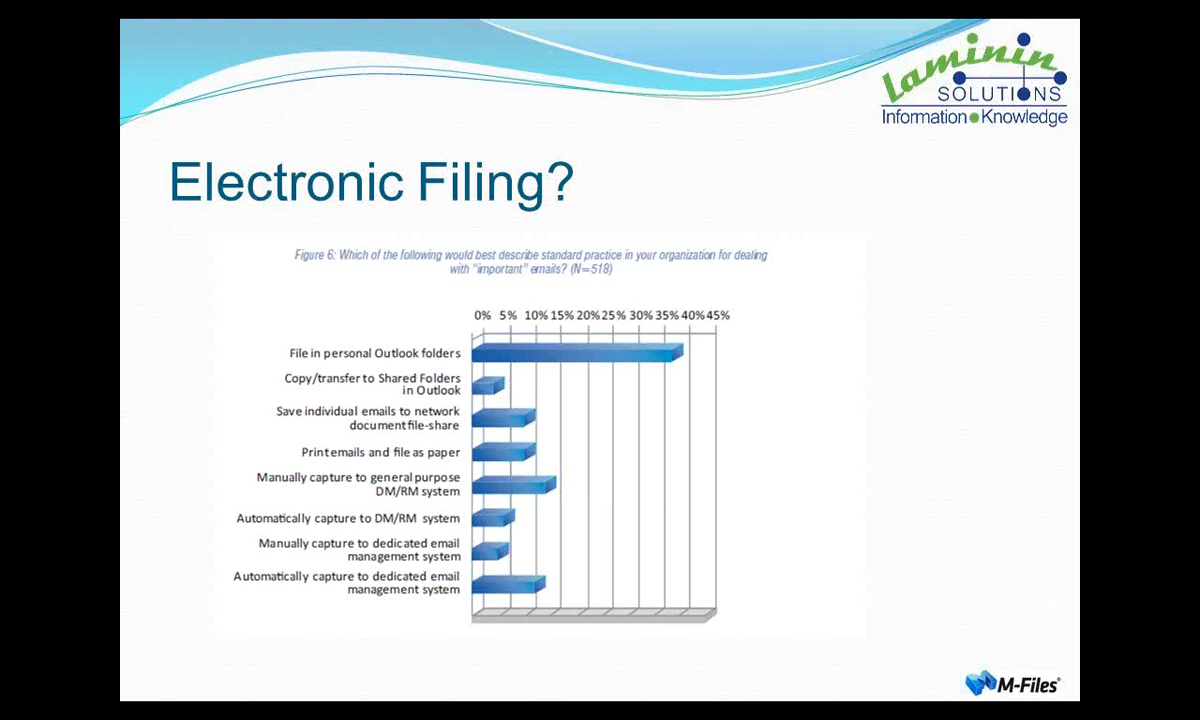 Laminin
SOLUTIONS
Information Knowledge
Electronic Filing?
Figure 6: Which of the following would best describe standard practice in your organization for dealing
with "important" emails? (N=518)
0% 5% 10% 15% 20% 25% 30% 35% 40% 45%
File in personal Outlook folders
Copy/transfer to Shared Folders
in Outlook
Save individual emails to network
document file-share
Print emails and file as paper
Manually capture to general purpose
DM/RM system
Automatically capture to DM/RM system
Manually capture to dedicated email
management system
Automatically capture to dedicated email
management system
M-Files